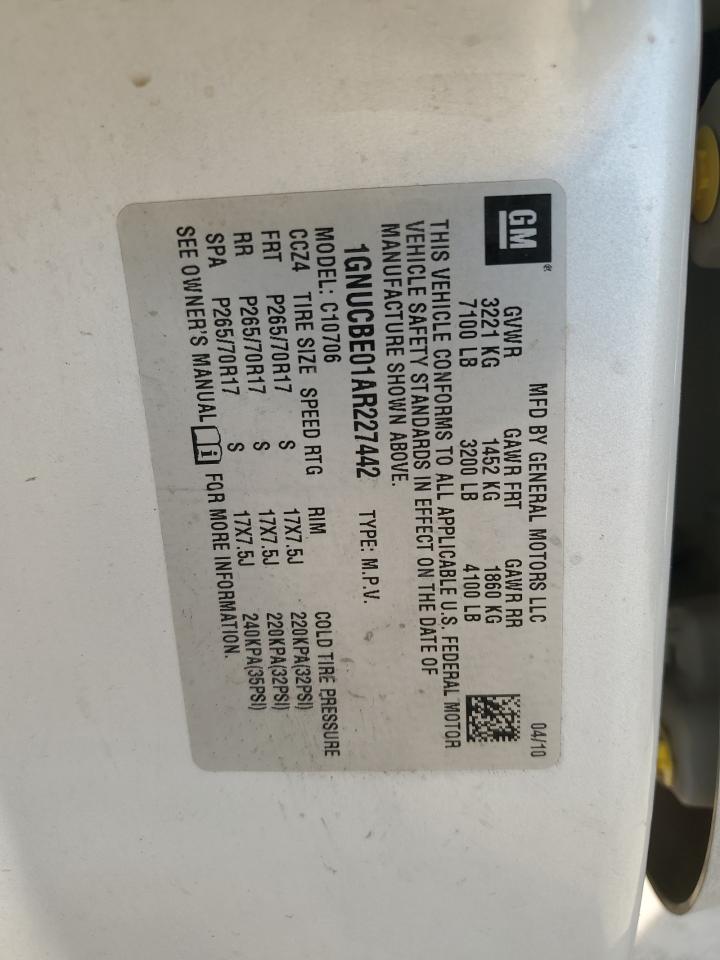 GM®
MFD BY GENERAL MOTORS LLC 04/10
GVWR GAWR FRT GAWR RR
3221 KG 1452 KG 1860 KG
7100 LB 3200 LB 4100 LB
THIS VEHICLE CONFORMS TO ALL APPLICABLE U.S. FEDERAL MOTOR
VEHICLE SAFETY STANDARDS IN EFFECT ON THE DATE OF
MANUFACTURE SHOWN ABOVE.
1GNUCBE01AR227442 TYPE: M.P.V.
MODEL: C10706
CCZ4 TIRE SIZE SPEED RTG RIM COLD TIRE PRESSURE
FRT P265/70R17 S 17X7.5J 220KPA(32PSI)
RR P265/70R17 S 17X7.5J 220KPA(32PSI)
SPA P265/70R17 S 17X7.5J 240KPA(35PSI)
SEE OWNER'S MANUAL FOR MORE INFORMATION.